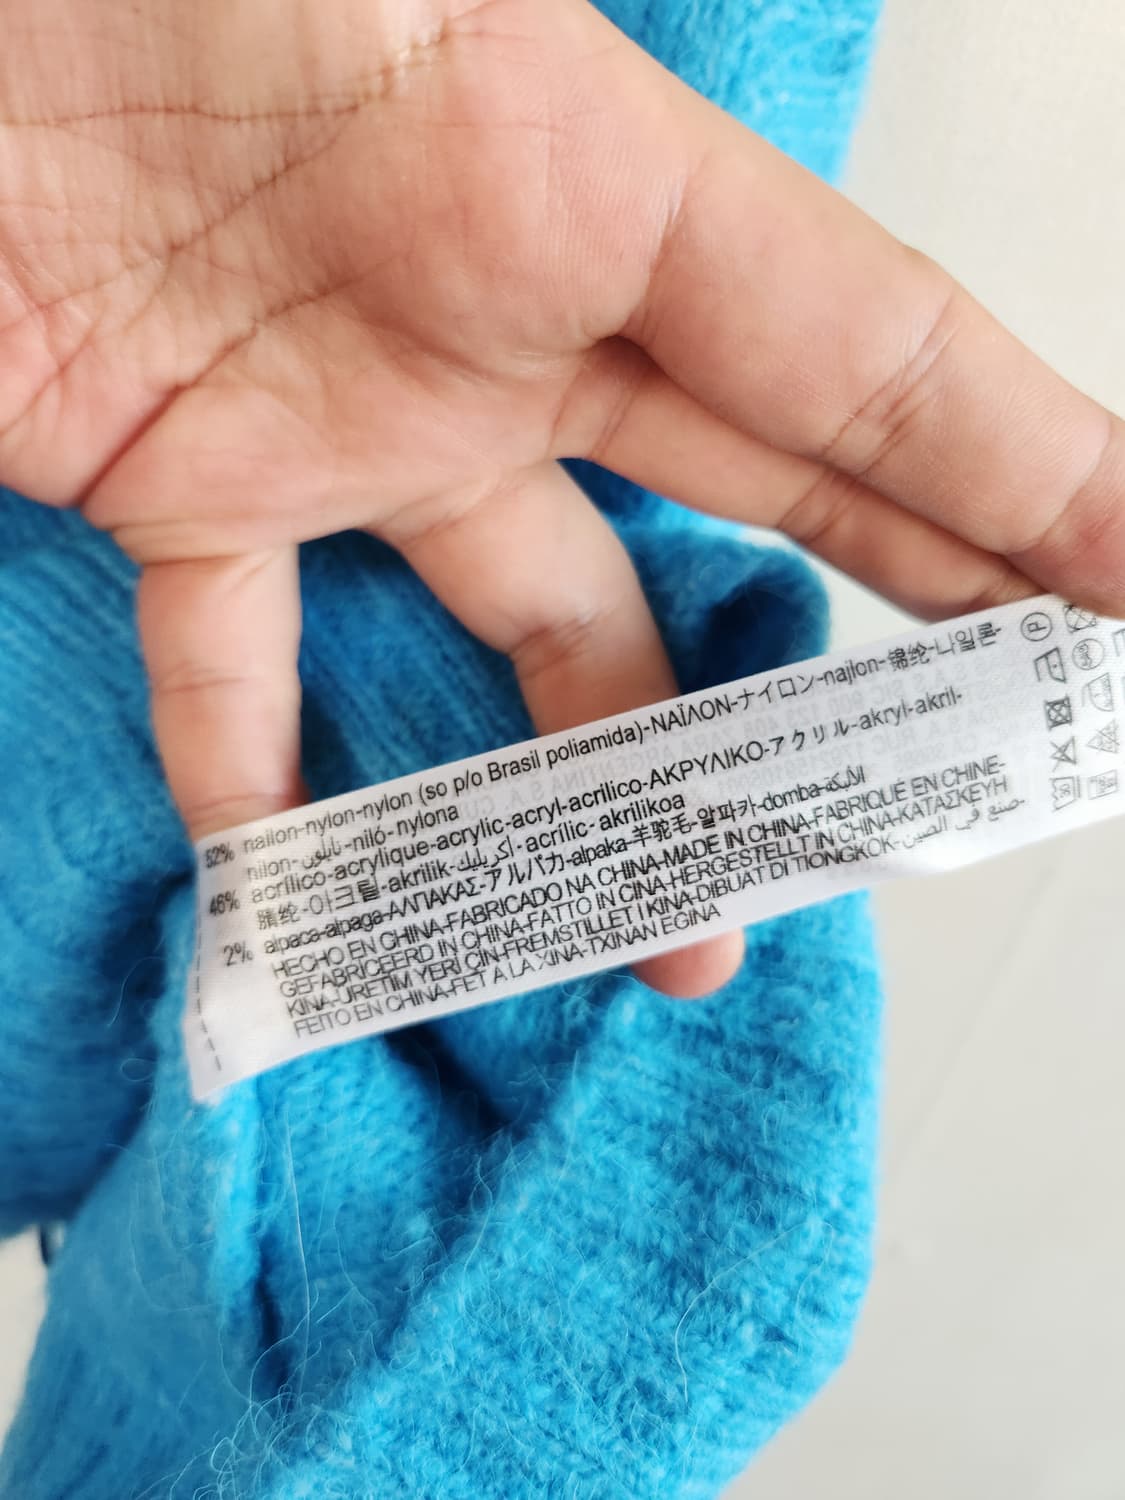 52% nailon-nylon-nylon (so p/o Brasil poliamida)-ΝΑΪΛΟΝ-ナイロン-najlon-锦纶-나일론-
nilon-نايلون-niló-nylona
46% acrílico-acrylique-acrylic-acryl-acrilico-ΑΚΡΥΛΙΚΟ-アクリル-akryl-akril-
腈纶-아크릴-akrilik-أكريليك-acrílic-akrilikoa
2% alpaca-alpaga-ΑΛΠΑΚΑΣ-アルパカ-alpaka-羊驼毛-알파카-domba-الألبكة
HECHO EN CHINA-FABRICADO NA CHINA-MADE IN CHINA-FABRIQUÉ EN CHINE-
GEFABRICEERD IN CHINA-FATTO IN CINA-HERGESTELLT IN CHINA-ΚΑΤΑΣΚΕΥΗ
KINA-URETIM YERI ÇIN-FREMSTILLET I KINA-DIBUAT DI TIONGKOK-صنع في الصين-
FEITO EN CHINA-FET A LA XINA-TXINAN EGINA
P